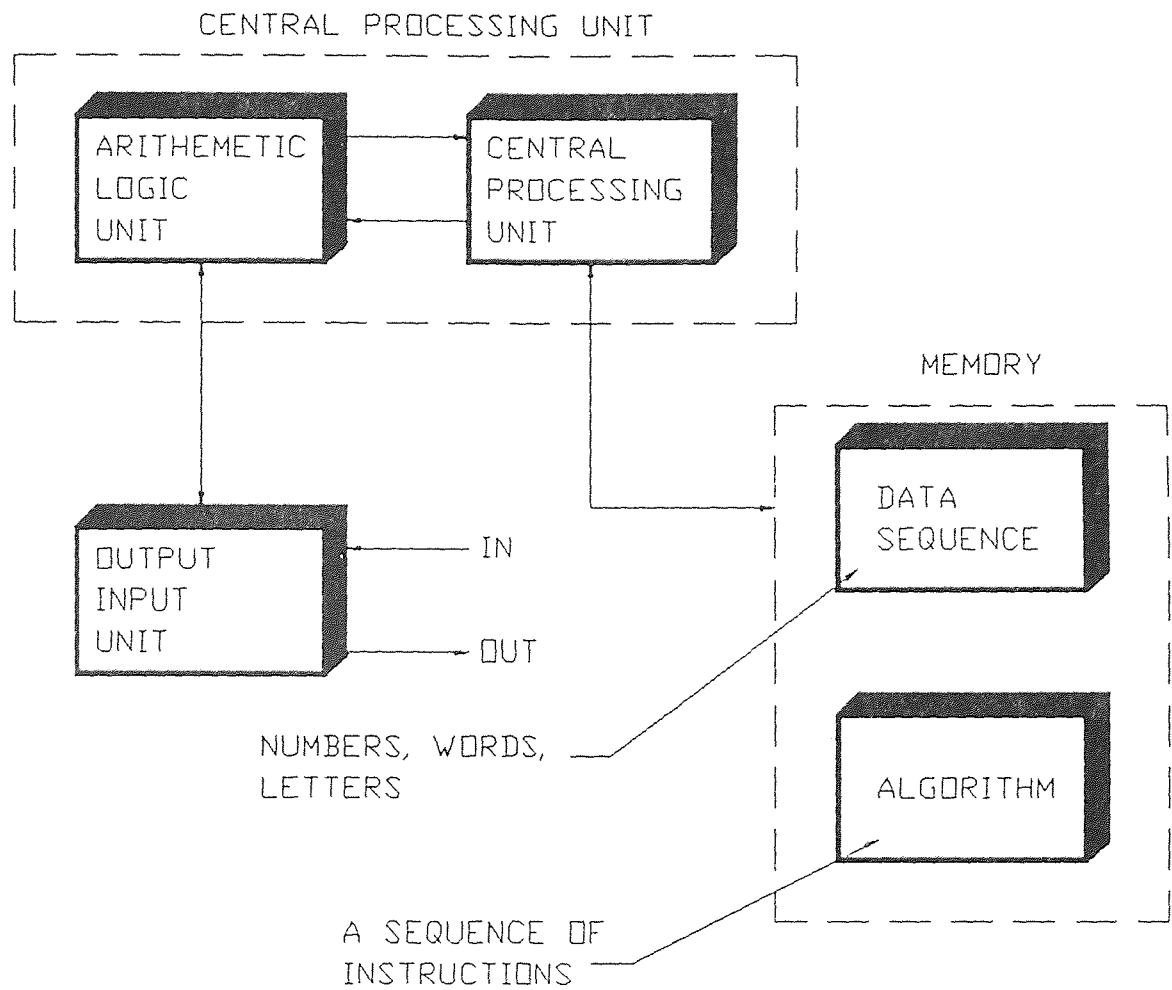 CENTRAL PROCESSING UNIT
ARITHEMETIC
LOGIC
UNIT
CENTRAL
PROCESSING
UNIT
MEMORY
DATA
SEQUENCE
OUTPUT
INPUT
UNIT
IN
OUT
NUMBERS, WORDS,
LETTERS
ALGORITHM
A SEQUENCE OF
INSTRUCTIONS